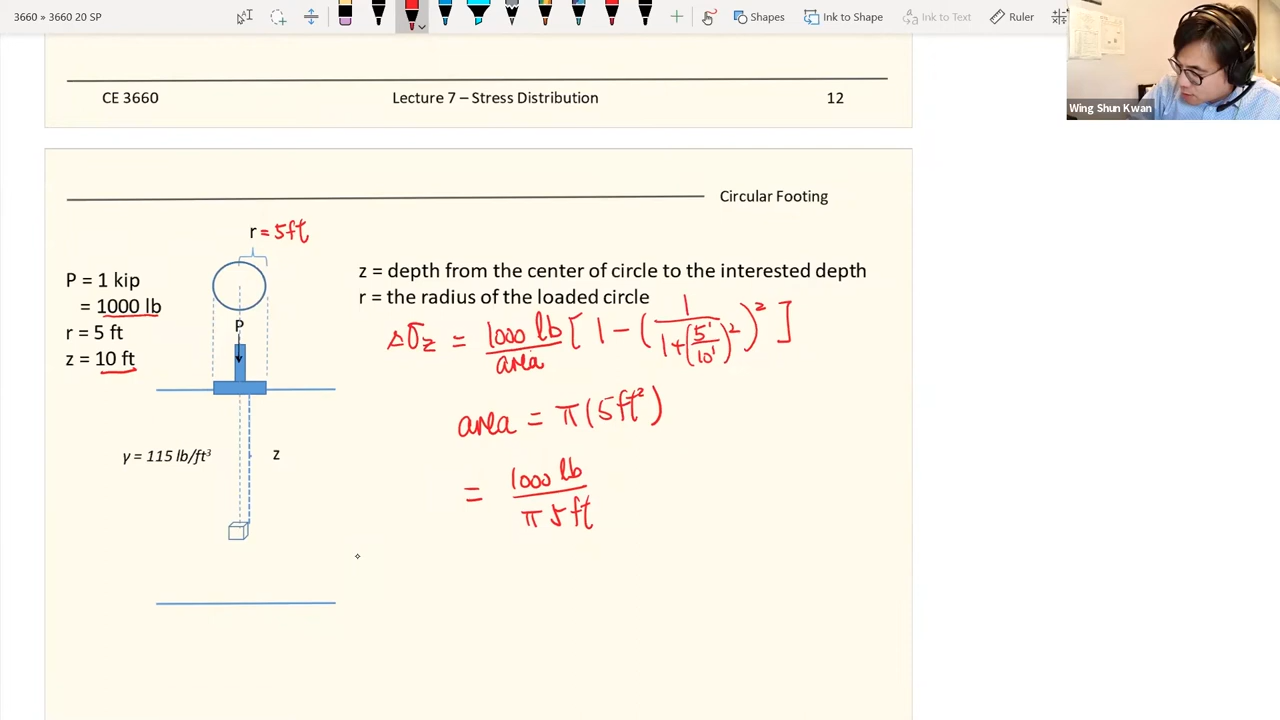 3660 » 3660 20 SP
Shapes
Ink to Shape
Ink to Text
Ruler
Wing Shun Kwan
CE 3660
Lecture 7 – Stress Distribution
12
Circular Footing
r = 5ft
P = 1 kip
= 1000 lb
r = 5 ft
z = 10 ft
P
γ = 115 lb/ft³
z
z = depth from the center of circle to the interested depth
r = the radius of the loaded circle
Δσz = 1000 lb / area [ 1 − ( 1 / 1+(5'/10')² )² ]
area = π(5ft²)
= 1000 lb / π 5ft